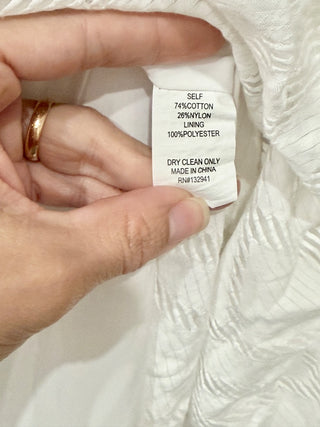 SELF
74%COTTON
26%NYLON
LINING
100%POLYESTER
DRY CLEAN ONLY
MADE IN CHINA
RN#132941